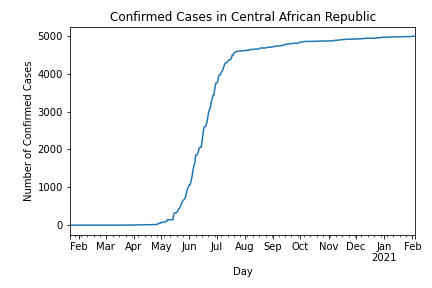 Confirmed Cases in Central African Republic
Number of Confirmed Cases
5000
4000
3000
2000
1000
0
Feb Mar Apr May Jun Jul Aug Sep Oct Nov Dec Jan Feb
2021
Day